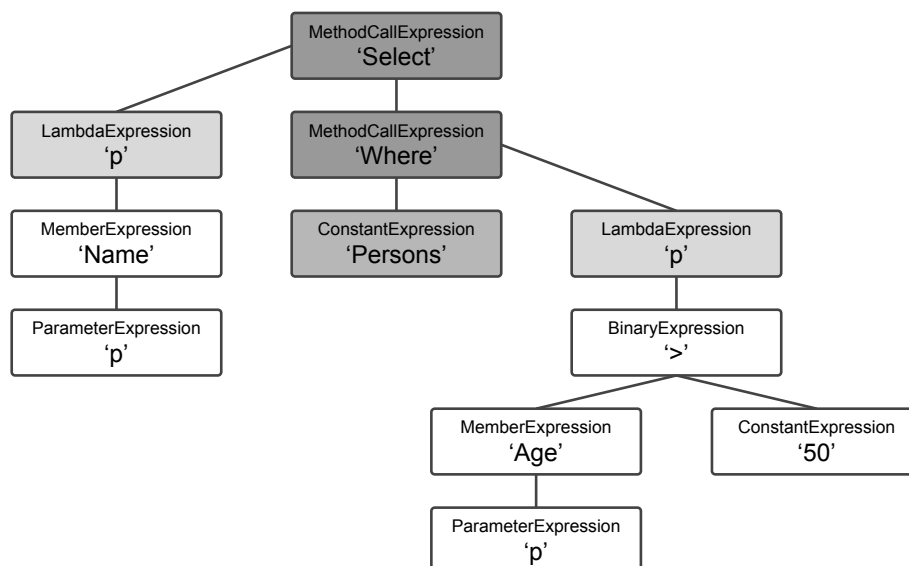 MethodCallExpression
‘Select’
LambdaExpression
‘p’
MethodCallExpression
‘Where’
MemberExpression
‘Name’
ConstantExpression
‘Persons’
LambdaExpression
‘p’
ParameterExpression
‘p’
BinaryExpression
‘>’
MemberExpression
‘Age’
ConstantExpression
‘50’
ParameterExpression
‘p’